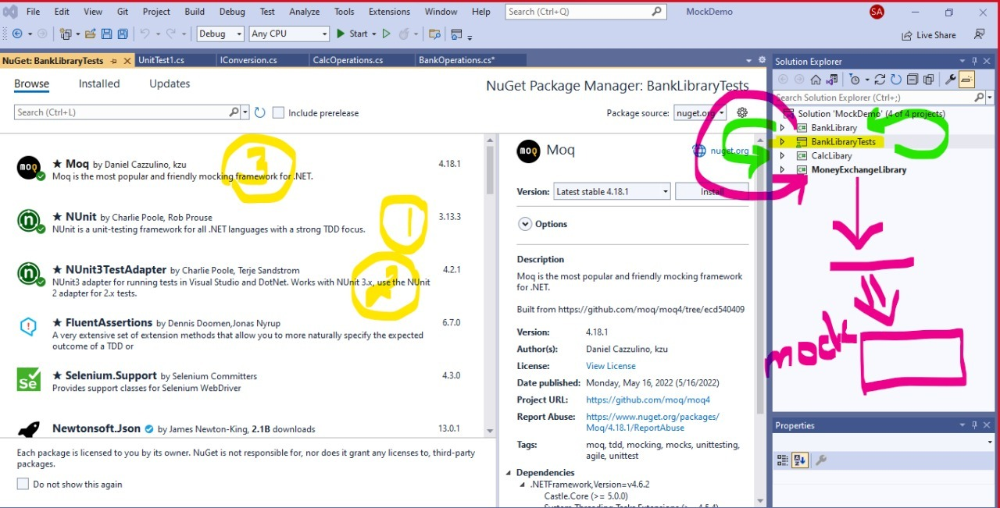 File Edit View Git Project Build Debug Test Analyze Tools Extensions Window Help Search (Ctrl+Q) MockDemo SA
Debug Any CPU Start Live Share
NuGet: BankLibraryTests UnitTest1.cs IConversion.cs CalcOperations.cs BankOperations.cs*
Browse Installed Updates
NuGet Package Manager: BankLibraryTests
Search (Ctrl+L) Include prerelease Package source: nuget.org
moq Moq by Daniel Cazzulino, kzu 4.18.1
Moq is the most popular and friendly mocking framework for .NET.
3
n NUnit by Charlie Poole, Rob Prouse 3.13.3
NUnit is a unit-testing framework for all .NET languages with a strong TDD focus.
1
n NUnit3TestAdapter by Charlie Poole, Terje Sandstrom 4.2.1
NUnit3 adapter for running tests in Visual Studio and DotNet. Works with NUnit 3.x, use the NUnit
2 adapter for 2.x tests.
2
FluentAssertions by Dennis Doomen,Jonas Nyrup 6.7.0
A very extensive set of extension methods that allow you to more naturally specify the expected
outcome of a TDD or
Se Selenium.Support by Selenium Committers 4.3.0
Provides support classes for Selenium WebDriver
Newtonsoft.Json by James Newton-King, 2.1B downloads 13.0.1
Each package is licensed to you by its owner. NuGet is not responsible for, nor does it grant any licenses to, third-party
packages.
Do not show this again
moq Moq nuget.org
Version: Latest stable 4.18.1 Install
Options
Description
Moq is the most popular and friendly mocking framework
for .NET.
Built from https://github.com/moq/moq4/tree/ecd540409
Version: 4.18.1
Author(s): Daniel Cazzulino, kzu
License: View License
Date published: Monday, May 16, 2022 (5/16/2022)
Project URL: https://github.com/moq/moq4
Report Abuse: https://www.nuget.org/packages/
Moq/4.18.1/ReportAbuse
Tags: moq, tdd, mocking, mocks, unittesting,
agile, unittest
Dependencies
.NETFramework,Version=v4.6.2
Castle.Core (>= 5.0.0)
System.Threading.Tasks.Extensions (>= 4.5.4)
Solution Explorer
Search Solution Explorer (Ctrl+;)
Solution 'MockDemo' (4 of 4 projects)
C# BankLibrary
BankLibraryTests
C# CalcLibary
C# MoneyExchangeLibrary
mock
Properties